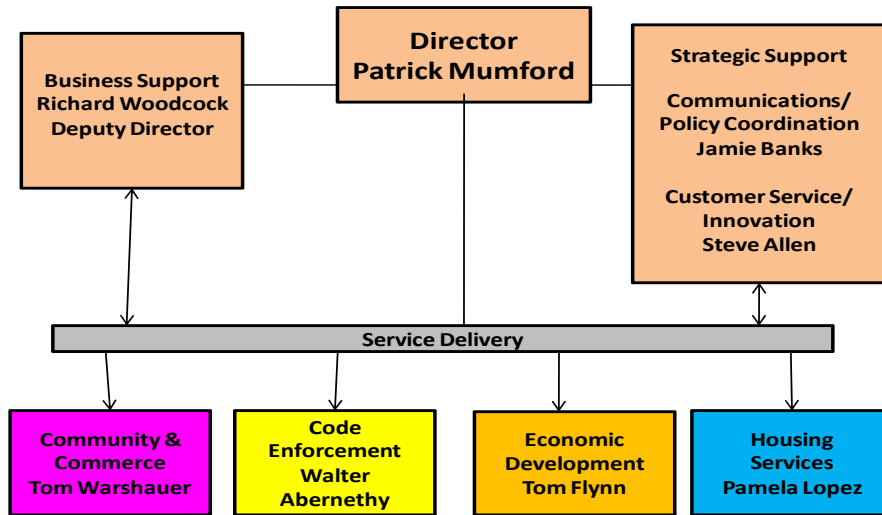 Director
Patrick Mumford
Business Support
Richard Woodcock
Deputy Director
Strategic Support
Communications/
Policy Coordination
Jamie Banks
Customer Service/
Innovation
Steve Allen
Service Delivery
Community &
Commerce
Tom Warshauer
Code
Enforcement
Walter
Abernethy
Economic
Development
Tom Flynn
Housing
Services
Pamela Lopez